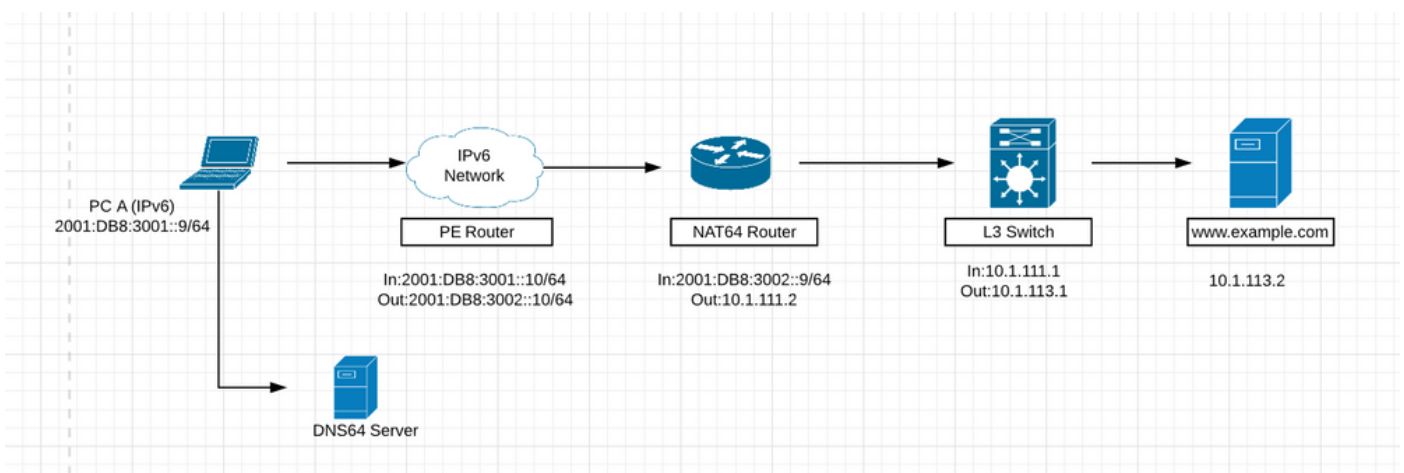 IPv6
Network
PC A (IPv6)
2001:DB8:3001::9/64
PE Router
In:2001:DB8:3001::10/64
Out:2001:DB8:3002::10/64
NAT64 Router
In:2001:DB8:3002::9/64
Out:10.1.111.2
L3 Switch
In:10.1.111.1
Out:10.1.113.1
www.example.com
10.1.113.2
DNS64 Server